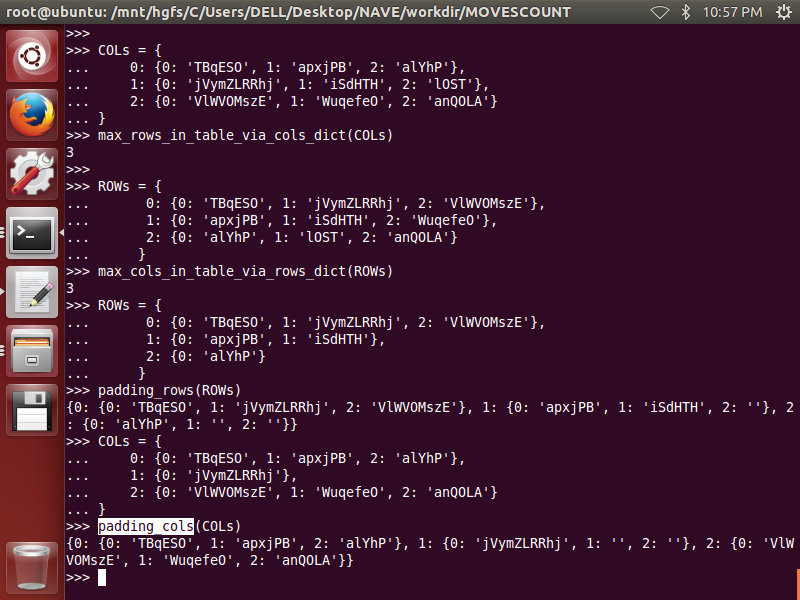 root@ubuntu: /mnt/hgfs/C/Users/DELL/Desktop/NAVE/workdir/MOVESCOUNT 10:57 PM
>>>
>>> COLs = {
...     0: {0: 'TBqESO', 1: 'apxjPB', 2: 'alYhP'},
...     1: {0: 'jVymZLRRhj', 1: 'iSdHTH', 2: 'lOST'},
...     2: {0: 'VlWVOMszE', 1: 'WuqefeO', 2: 'anQOLA'}
... }
>>> max_rows_in_table_via_cols_dict(COLs)
3
>>>
>>> ROWs = {
...       0: {0: 'TBqESO', 1: 'jVymZLRRhj', 2: 'VlWVOMszE'},
...       1: {0: 'apxjPB', 1: 'iSdHTH', 2: 'WuqefeO'},
...       2: {0: 'alYhP', 1: 'lOST', 2: 'anQOLA'}
...      }
>>> max_cols_in_table_via_rows_dict(ROWs)
3
>>> ROWs = {
...       0: {0: 'TBqESO', 1: 'jVymZLRRhj', 2: 'VlWVOMszE'},
...       1: {0: 'apxjPB', 1: 'iSdHTH'},
...       2: {0: 'alYhP'}
...      }
>>> padding_rows(ROWs)
{0: {0: 'TBqESO', 1: 'jVymZLRRhj', 2: 'VlWVOMszE'}, 1: {0: 'apxjPB', 1: 'iSdHTH', 2: ''}, 2
: {0: 'alYhP', 1: '', 2: ''}}
>>> COLs = {
...     0: {0: 'TBqESO', 1: 'apxjPB', 2: 'alYhP'},
...     1: {0: 'jVymZLRRhj'},
...     2: {0: 'VlWVOMszE', 1: 'WuqefeO', 2: 'anQOLA'}
... }
>>> padding_cols(COLs)
{0: {0: 'TBqESO', 1: 'apxjPB', 2: 'alYhP'}, 1: {0: 'jVymZLRRhj', 1: '', 2: ''}, 2: {0: 'VlW
VOMszE', 1: 'WuqefeO', 2: 'anQOLA'}}
>>>